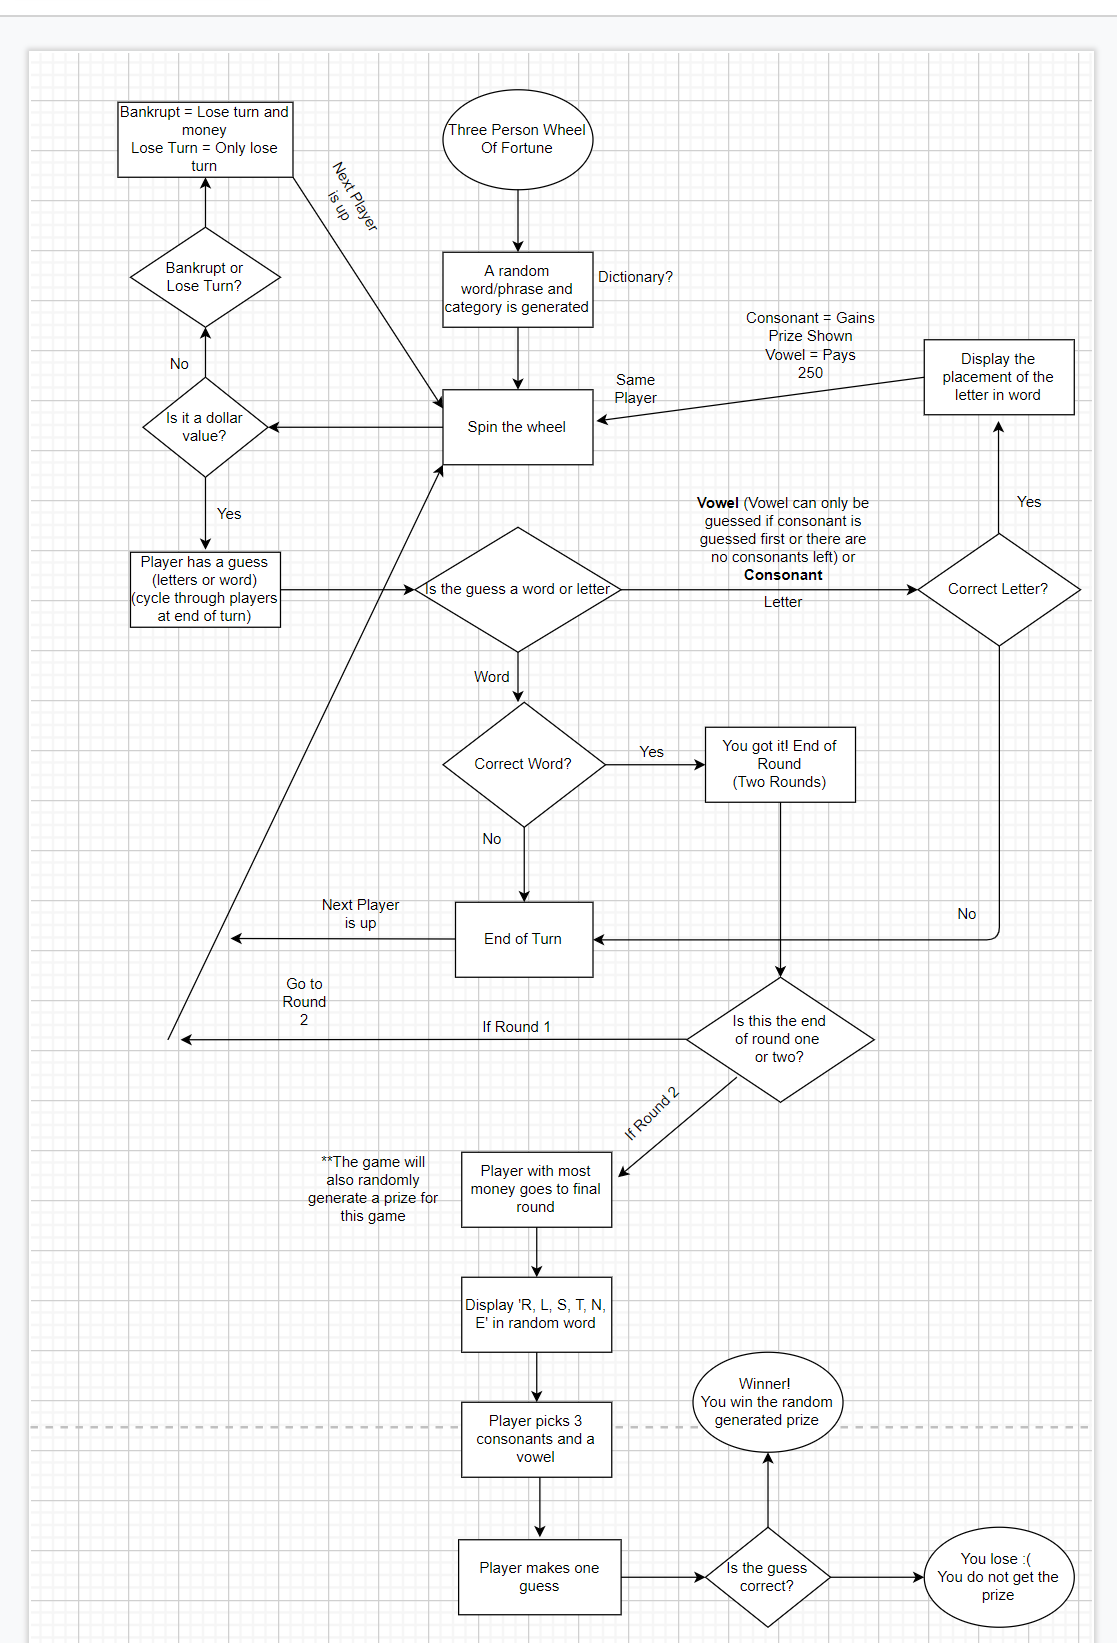 Bankrupt = Lose turn and
money
Lose Turn = Only lose
turn
Next Player
is up
Three Person Wheel
Of Fortune
Bankrupt or
Lose Turn?
A random
word/phrase and
category is generated
Dictionary?
Consonant = Gains
Prize Shown
Vowel = Pays
250
Display the
placement of the
letter in word
No
Same
Player
Is it a dollar
value?
Spin the wheel
Yes
Vowel (Vowel can only be
guessed if consonant is
guessed first or there are
no consonants left) or
Consonant
Letter
Yes
Player has a guess
(letters or word)
(cycle through players
at end of turn)
Is the guess a word or letter
Correct Letter?
Word
Correct Word?
Yes
You got it! End of
Round
(Two Rounds)
No
Next Player
is up
End of Turn
No
Go to
Round
2
If Round 1
Is this the end
of round one
or two?
If Round 2
**The game will
also randomly
generate a prize for
this game
Player with most
money goes to final
round
Display 'R, L, S, T, N,
E' in random word
Winner!
You win the random
generated prize
Player picks 3
consonants and a
vowel
Player makes one
guess
Is the guess
correct?
You lose :(
You do not get the
prize